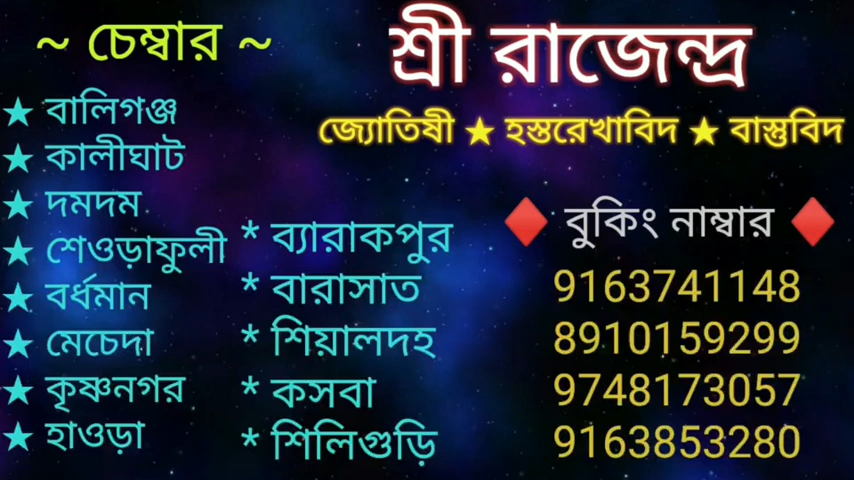 ~ চেম্বার ~
শ্রী রাজেন্দ্র
জ্যোতিষী ★ হস্তরেখাবিদ ★ বাস্তুবিদ
★ বালিগঞ্জ
★ কালীঘাট
★ দমদম
★ শেওড়াফুলী
★ বর্ধমান
★ মেচেদা
★ কৃষ্ণনগর
★ হাওড়া
* ব্যারাকপুর
* বারাসাত
* শিয়ালদহ
* কসবা
* শিলিগুড়ি
♦ বুকিং নাম্বার ♦
9163741148
8910159299
9748173057
9163853280